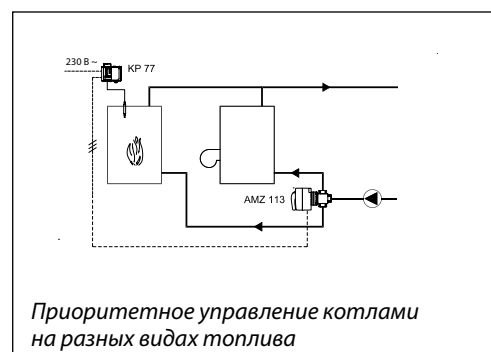 230 В ~
KP 77
AMZ 113
Приоритетное управление котлами
на разных видах топлива